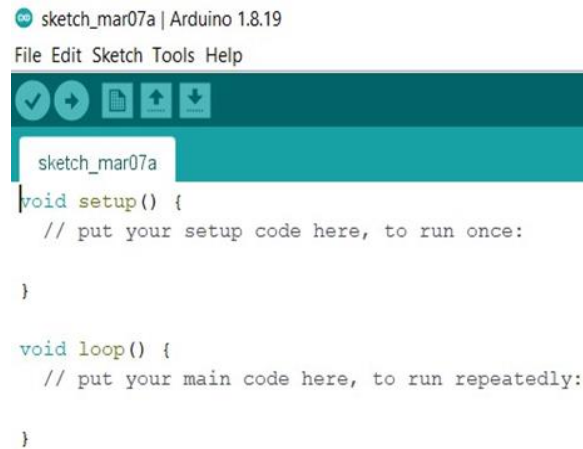 sketch_mar07a | Arduino 1.8.19
File Edit Sketch Tools Help
sketch_mar07a
void setup() {
  // put your setup code here, to run once:
}
void loop() {
  // put your main code here, to run repeatedly:
}